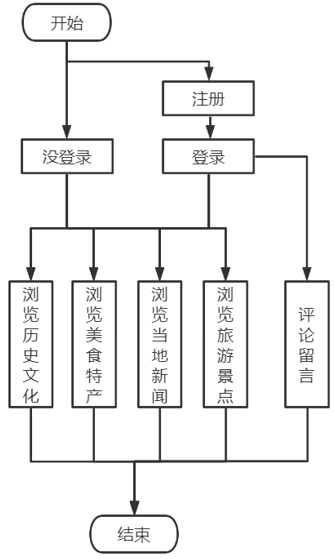 开始
注册
没登录
登录
浏览历史文化
浏览美食特产
浏览当地新闻
浏览旅游景点
评论留言
结束